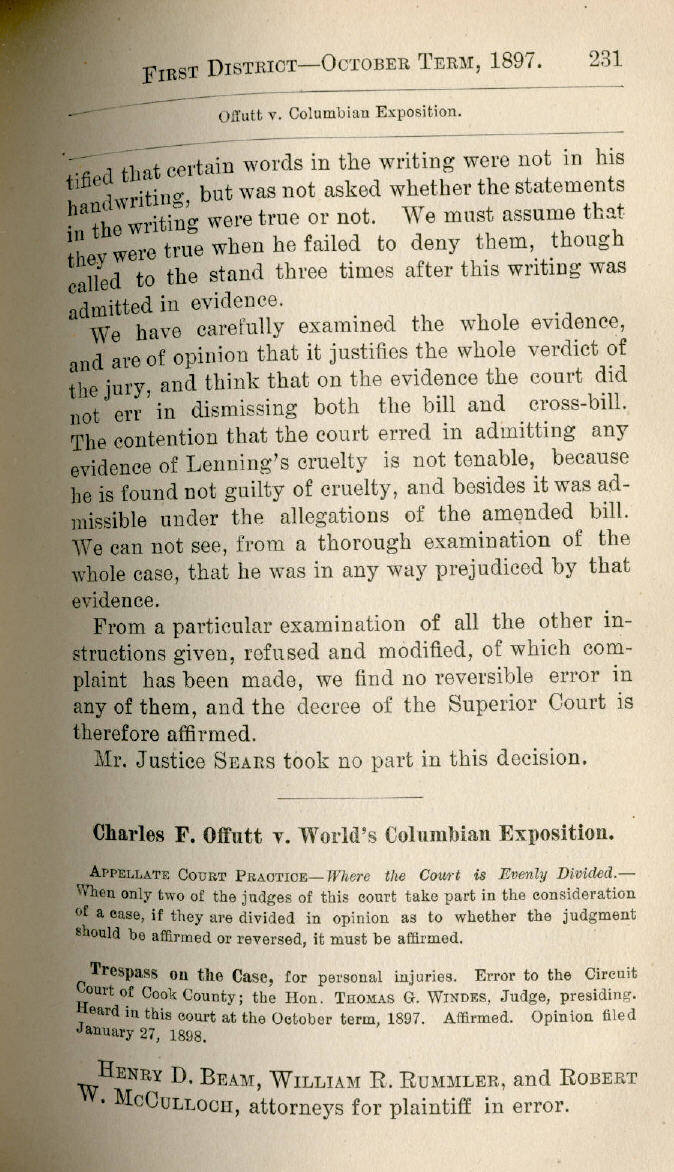 First District—October Term, 1897. 231
Offutt v. Columbian Exposition.
tified that certain words in the writing were not in his
handwriting, but was not asked whether the statements
in the writing were true or not. We must assume that
they were true when he failed to deny them, though
called to the stand three times after this writing was
admitted in evidence.
We have carefully examined the whole evidence,
and are of opinion that it justifies the whole verdict of
the jury, and think that on the evidence the court did
not err in dismissing both the bill and cross-bill.
The contention that the court erred in admitting any
evidence of Lenning's cruelty is not tenable, because
he is found not guilty of cruelty, and besides it was ad-
missible under the allegations of the amended bill.
We can not see, from a thorough examination of the
whole case, that he was in any way prejudiced by that
evidence.
From a particular examination of all the other in-
structions given, refused and modified, of which com-
plaint has been made, we find no reversible error in
any of them, and the decree of the Superior Court is
therefore affirmed.
Mr. Justice Sears took no part in this decision.
Charles F. Offutt v. World's Columbian Exposition.
Appellate Court Practice—Where the Court is Evenly Divided.—
When only two of the judges of this court take part in the consideration
of a case, if they are divided in opinion as to whether the judgment
should be affirmed or reversed, it must be affirmed.
Trespass on the Case, for personal injuries. Error to the Circuit
Court of Cook County; the Hon. Thomas G. Windes, Judge, presiding.
Heard in this court at the October term, 1897. Affirmed. Opinion filed
January 27, 1898.
Henry D. Beam, William R. Rummler, and Robert
W. McCulloch, attorneys for plaintiff in error.